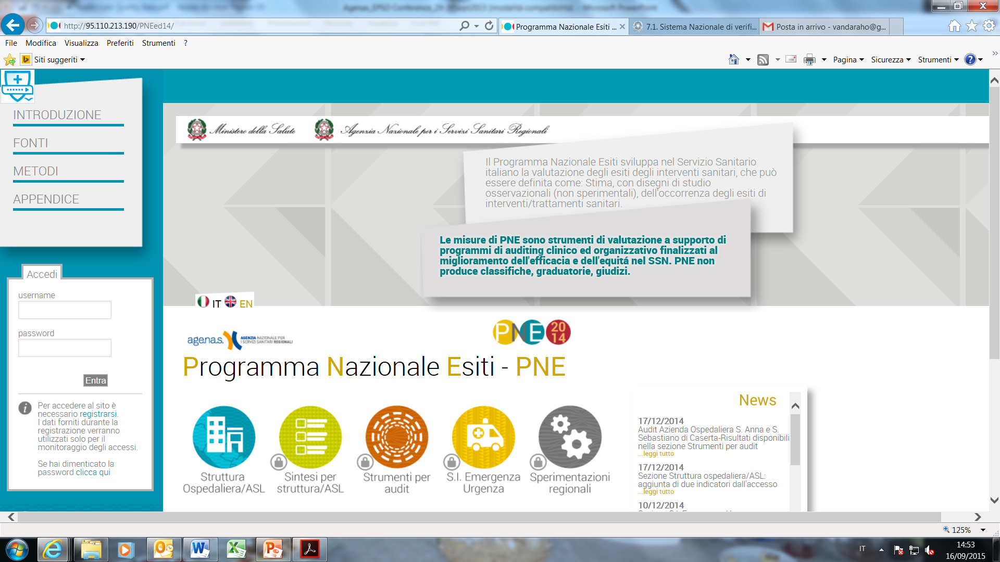 Agenas_EPSO Conference_29-30sept2015 [modalità compatibilità] - Microsoft PowerPoint
http://95.110.213.190/PNEed14/
Programma Nazionale Esiti ...
7.1. Sistema Nazionale di verifi...
Posta in arrivo - vandaraho@g...
File Modifica Visualizza Preferiti Strumenti ?
Siti suggeriti
Pagina Sicurezza Strumenti
INTRODUZIONE
FONTI
METODI
APPENDICE
Ministero della Salute
Agenzia Nazionale per i Servizi Sanitari Regionali
Il Programma Nazionale Esiti sviluppa nel Servizio Sanitario
italiano la valutazione degli esiti degli interventi sanitari, che può
essere definita come: Stima, con disegni di studio
osservazionali (non sperimentali), dell'occorrenza degli esiti di
interventi/trattamenti sanitari.
Le misure di PNE sono strumenti di valutazione a supporto di
programmi di auditing clinico ed organizzativo finalizzati al
miglioramento dell'efficacia e dell'equitá nel SSN. PNE non
produce classifiche, graduatorie, giudizi.
Accedi
username
password
Entra
Per accedere al sito è
necessario registrarsi.
I dati forniti durante la
registrazione verranno
utilizzati solo per il
monitoraggio degli accessi.
Se hai dimenticato la
password clicca qui
IT EN
agenas. AGENZIA NAZIONALE PER
I SERVIZI SANITARI REGIONALI
PNE 20
14
Programma Nazionale Esiti - PNE
Struttura
Ospedaliera/ASL
Sintesi per
struttura/ASL
Strumenti per
audit
S.I. Emergenza
Urgenza
Sperimentazioni
regionali
News
17/12/2014
Audit Azienda Ospedaliera S. Anna e S.
Sebastiano di Caserta-Risultati disponibili
nella sezione Strumenti per audit
...leggi tutto
17/12/2014
Sezione Struttura ospedaliera/ASL:
aggiunta di due indicatori dall'accesso
...leggi tutto
10/12/2014
125%
IT
14:53
16/09/2015